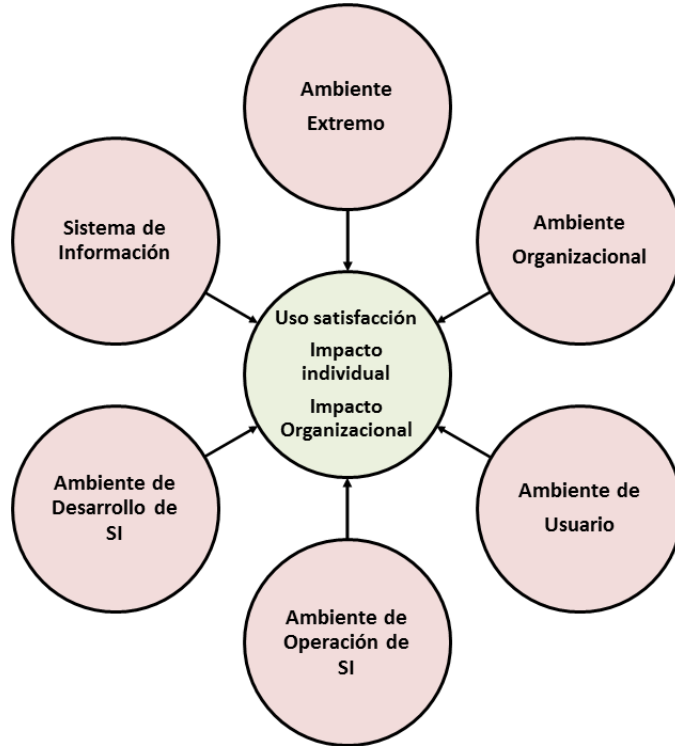 Ambiente
Extremo
Sistema de
Información
Ambiente
Organizacional
Uso satisfacción
Impacto
individual
Impacto
Organizacional
Ambiente de
Desarrollo de
SI
Ambiente de
Usuario
Ambiente de
Operación de
SI